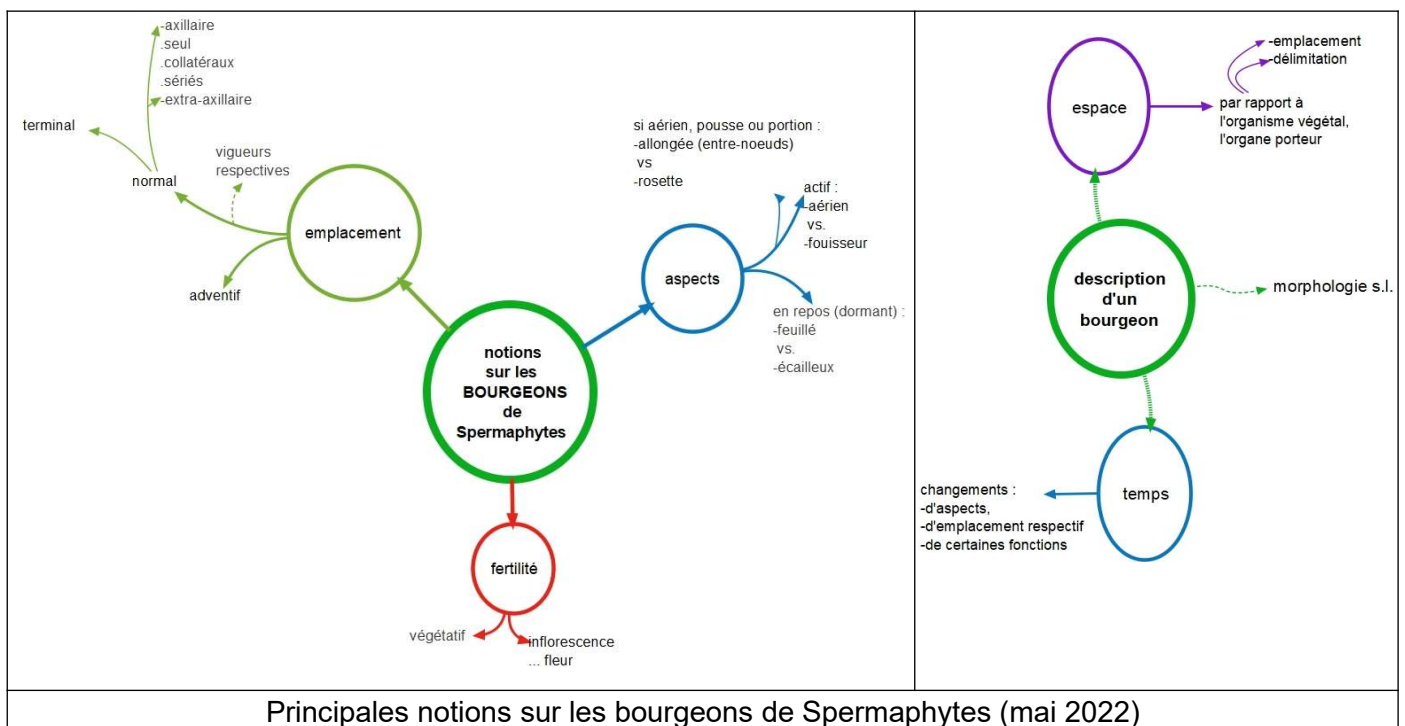 -axillaire
.seul
.collatéraux
.sériés
-extra-axillaire
terminal
normal
vigueurs
respectives
emplacement
adventif
si aérien, pousse ou portion :
-allongée (entre-noeuds)
vs
-rosette
actif :
-aérien
vs.
-fouisseur
aspects
en repos (dormant) :
-feuillé
vs.
-écailleux
notions
sur les
BOURGEONS
de
Spermaphytes
fertilité
végétatif
inflorescence
... fleur
espace
-emplacement
-délimitation
par rapport à
l'organisme végétal,
l'organe porteur
description
d'un
bourgeon
morphologie s.l.
temps
changements :
-d'aspects,
-d'emplacement respectif
-de certaines fonctions
Principales notions sur les bourgeons de Spermaphytes (mai 2022)